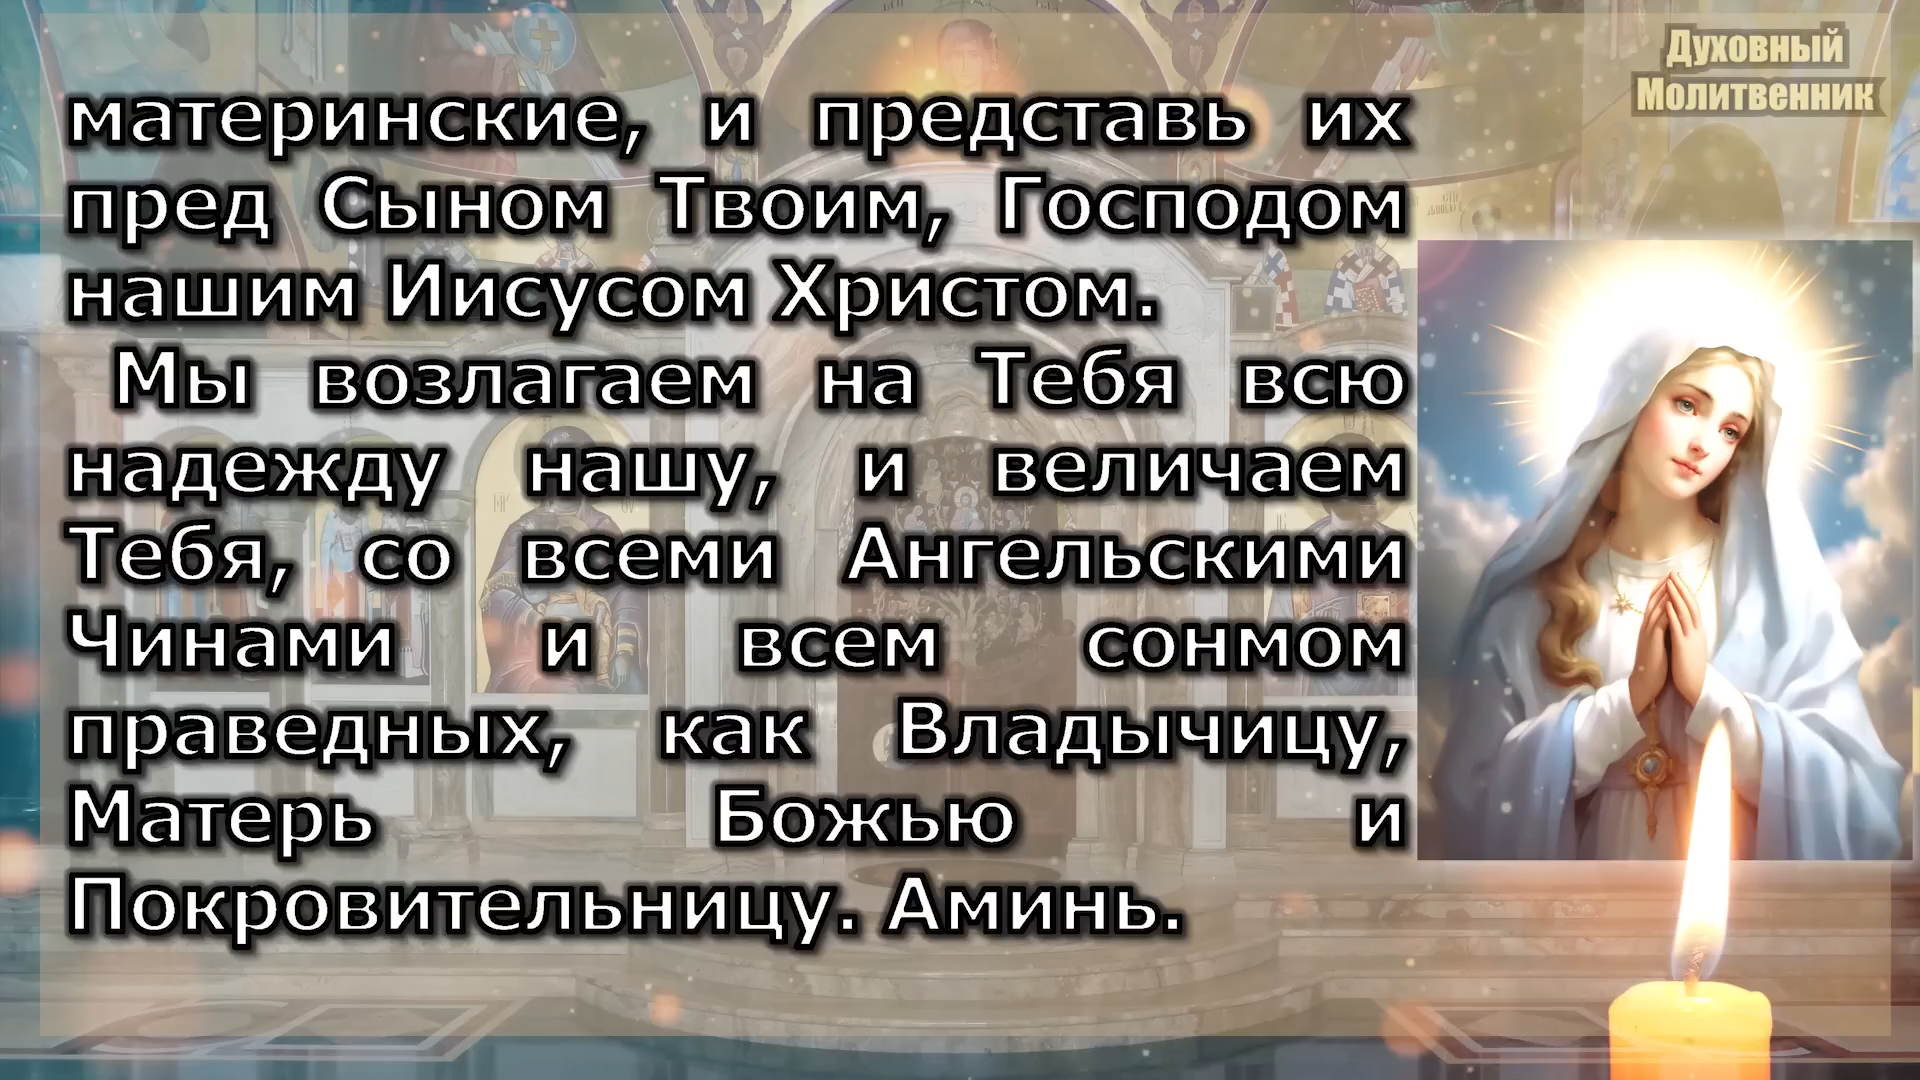 Духовный
Молитвенник
материнские, и представь их
пред Сыном Твоим, Господом
нашим Иисусом Христом.
Мы возлагаем на Тебя всю
надежду нашу, и величаем
Тебя, со всеми Ангельскими
Чинами и всем сонмом
праведных, как Владычицу,
Матерь Божью и
Покровительницу. Аминь.